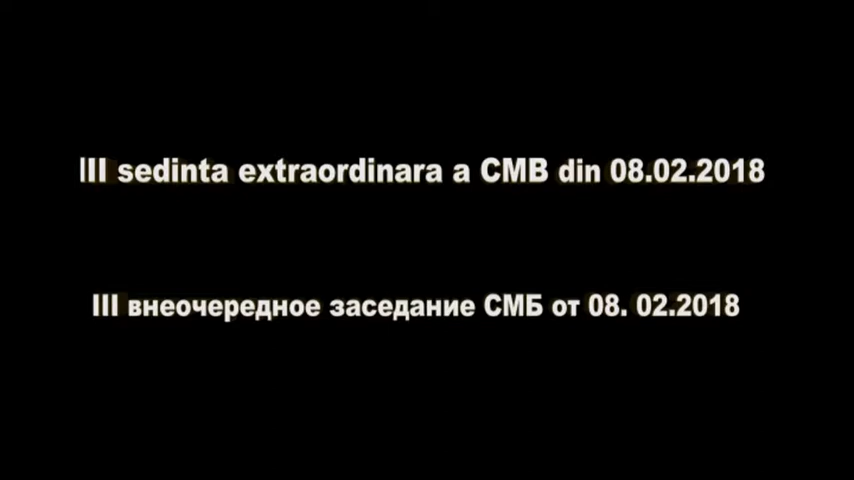 III sedinta extraordinara a CMB din 08.02.2018
III внеочередное заседание СМБ от 08. 02.2018